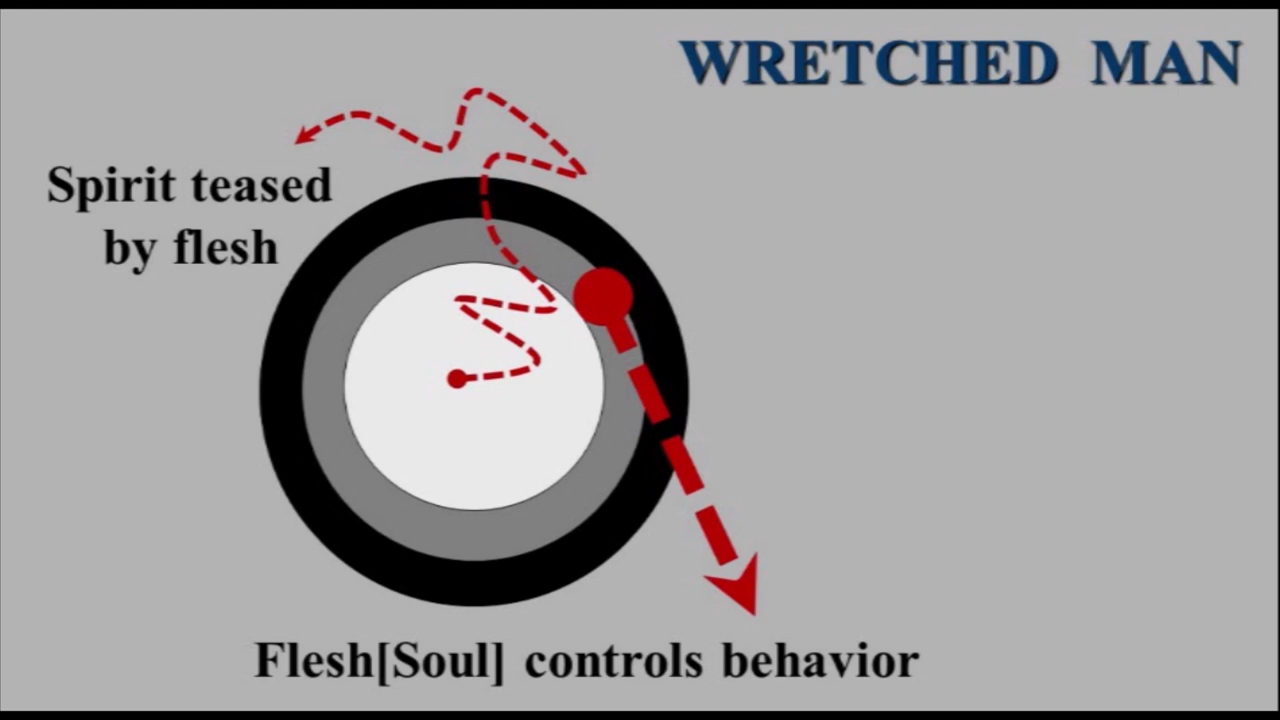 WRETCHED MAN
Spirit teased
by flesh
Flesh[Soul] controls behavior